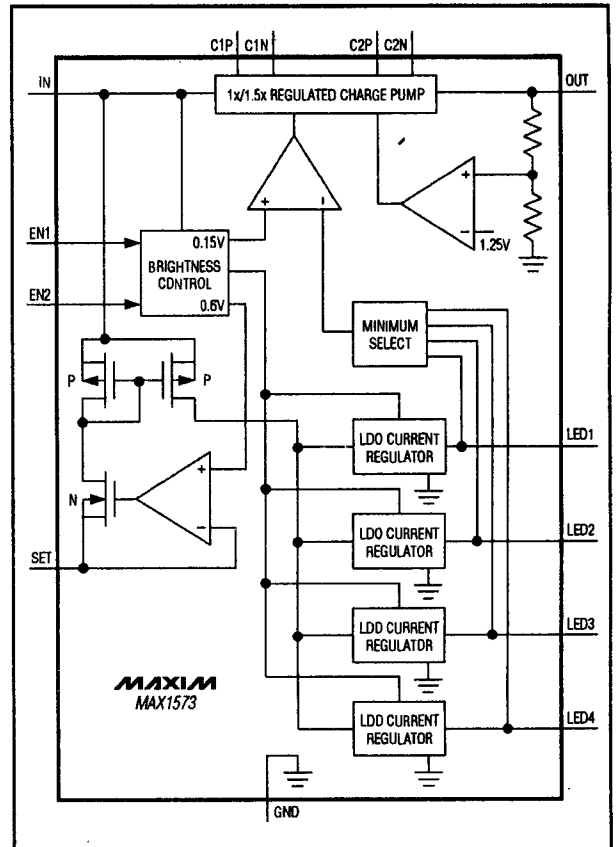 C1P C1N C2P C2N
IN
OUT
1x/1.5x REGULATED CHARGE PUMP
+ −
+
−
1.25V
EN1
EN2
0.15V
BRIGHTNESS
CONTROL
0.6V
MINIMUM
SELECT
P P
N
+
−
SET
LDO CURRENT
REGULATOR
LED1
LDO CURRENT
REGULATOR
LED2
LDO CURRENT
REGULATOR
LED3
LDO CURRENT
REGULATOR
LED4
MAXIM
MAX1573
GND